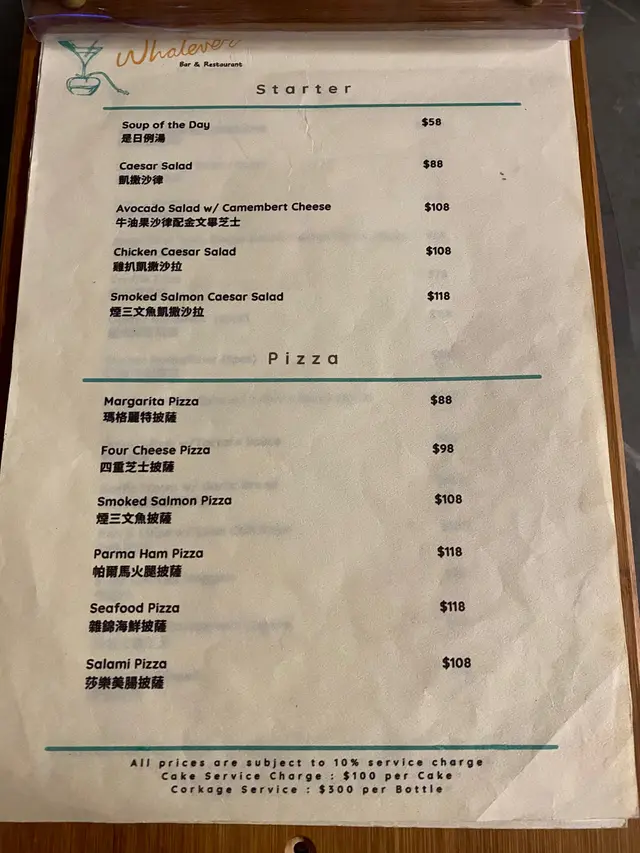 Whalever
Bar & Restaurant
Starter
Soup of the Day $58
是日例湯
Caesar Salad $88
凱撒沙律
Avocado Salad w/ Camembert Cheese $108
牛油果沙律配金文畢芝士
Chicken Caesar Salad $108
雞扒凱撒沙拉
Smoked Salmon Caesar Salad $118
煙三文魚凱撒沙拉
Pizza
Margarita Pizza $88
瑪格麗特披薩
Four Cheese Pizza $98
四重芝士披薩
Smoked Salmon Pizza $108
煙三文魚披薩
Parma Ham Pizza $118
帕爾馬火腿披薩
Seafood Pizza $118
雜錦海鮮披薩
Salami Pizza $108
莎樂美腸披薩
All prices are subject to 10% service charge
Cake Service Charge : $100 per Cake
Corkage Service : $300 per Bottle